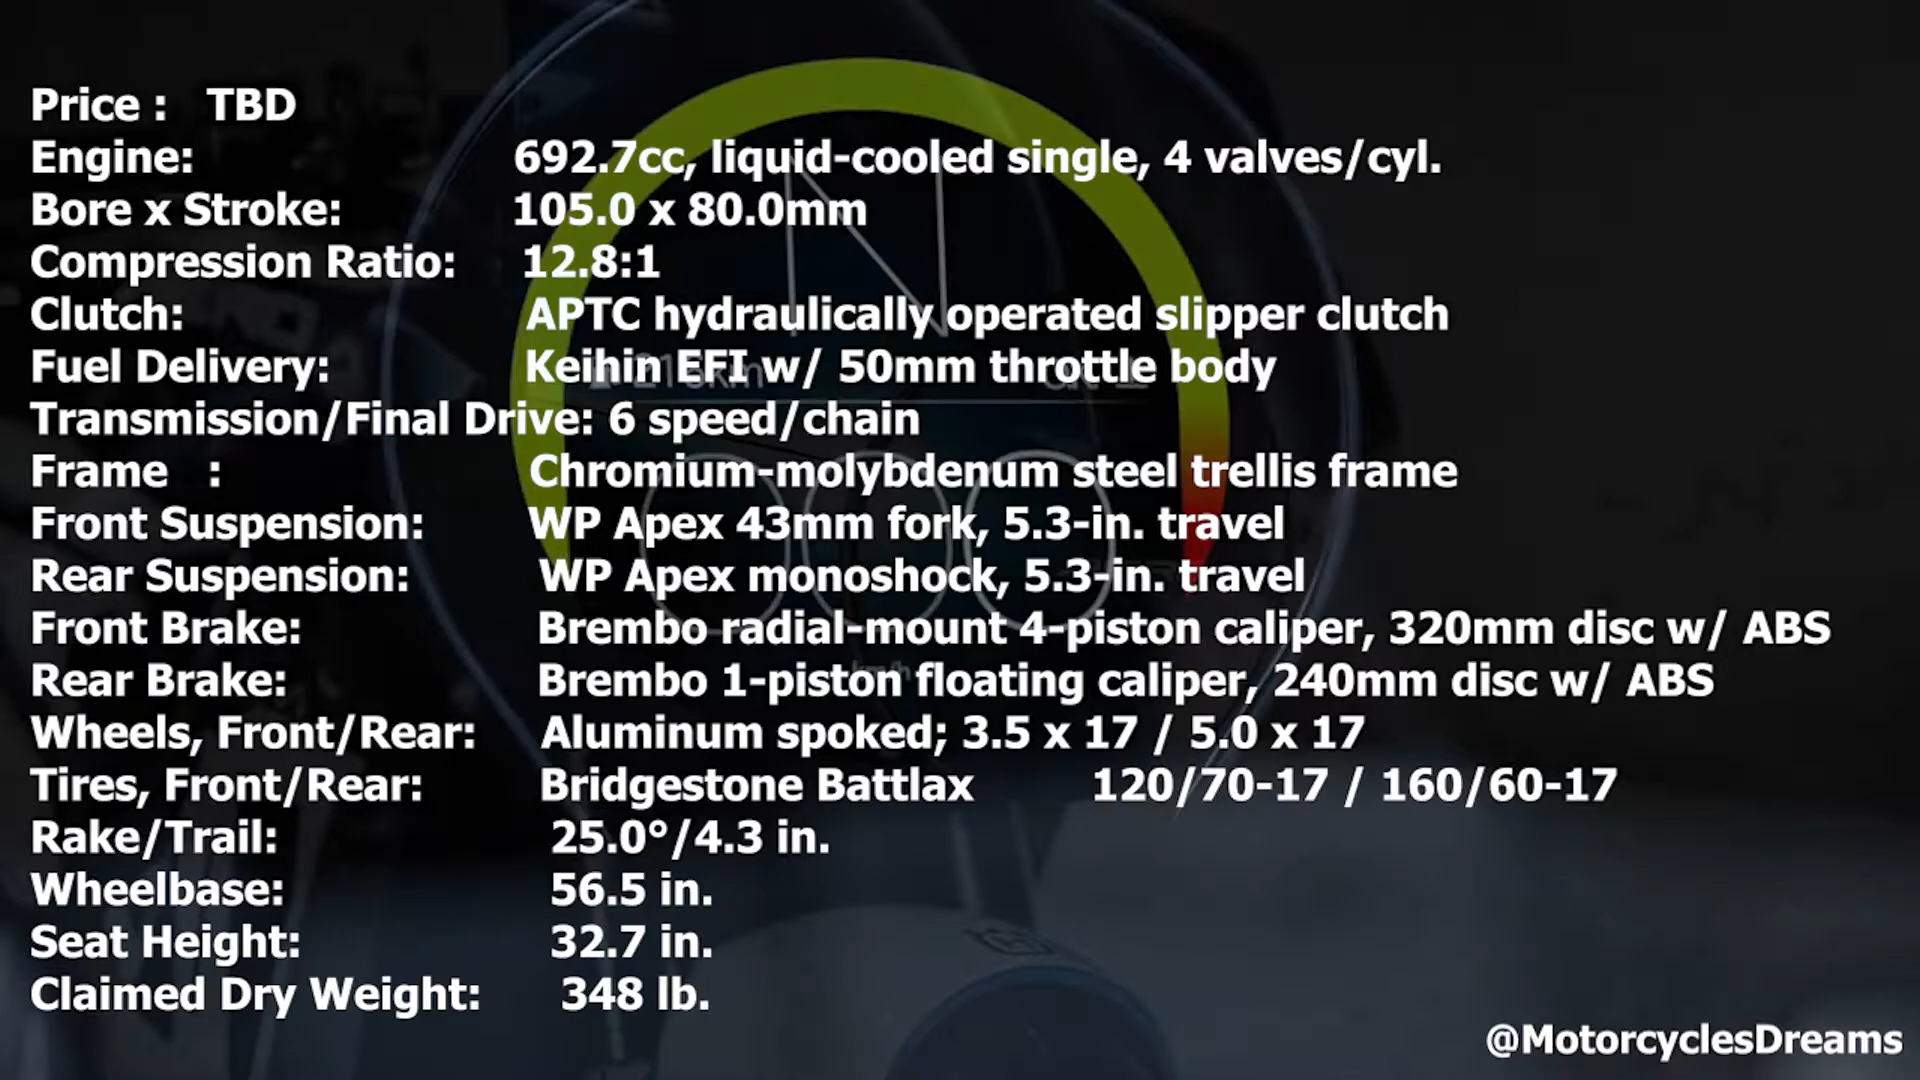 Price : TBD
Engine: 692.7cc, liquid-cooled single, 4 valves/cyl.
Bore x Stroke: 105.0 x 80.0mm
Compression Ratio: 12.8:1
Clutch: APTC hydraulically operated slipper clutch
Fuel Delivery: Keihin EFI w/ 50mm throttle body
Transmission/Final Drive: 6 speed/chain
Frame : Chromium-molybdenum steel trellis frame
Front Suspension: WP Apex 43mm fork, 5.3-in. travel
Rear Suspension: WP Apex monoshock, 5.3-in. travel
Front Brake: Brembo radial-mount 4-piston caliper, 320mm disc w/ ABS
Rear Brake: Brembo 1-piston floating caliper, 240mm disc w/ ABS
Wheels, Front/Rear: Aluminum spoked; 3.5 x 17 / 5.0 x 17
Tires, Front/Rear: Bridgestone Battlax 120/70-17 / 160/60-17
Rake/Trail: 25.0°/4.3 in.
Wheelbase: 56.5 in.
Seat Height: 32.7 in.
Claimed Dry Weight: 348 lb.
@MotorcyclesDreams
N
000
km/h